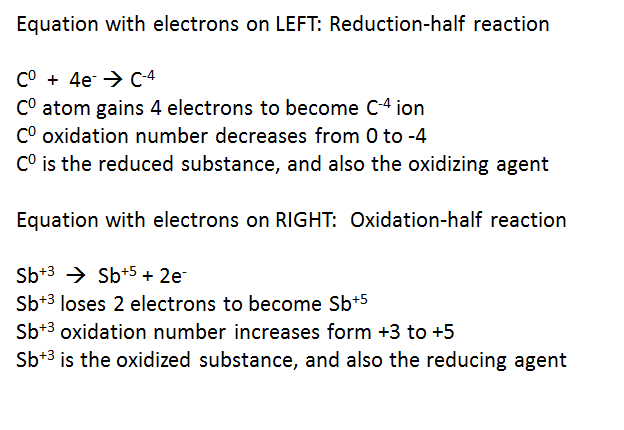 Equation with electrons on LEFT: Reduction-half reaction
C⁰ + 4e⁻ → C⁻⁴
C⁰ atom gains 4 electrons to become C⁻⁴ ion
C⁰ oxidation number decreases from 0 to -4
C⁰ is the reduced substance, and also the oxidizing agent
Equation with electrons on RIGHT: Oxidation-half reaction
Sb⁺³ → Sb⁺⁵ + 2e⁻
Sb⁺³ loses 2 electrons to become Sb⁺⁵
Sb⁺³ oxidation number increases form +3 to +5
Sb⁺³ is the oxidized substance, and also the reducing agent